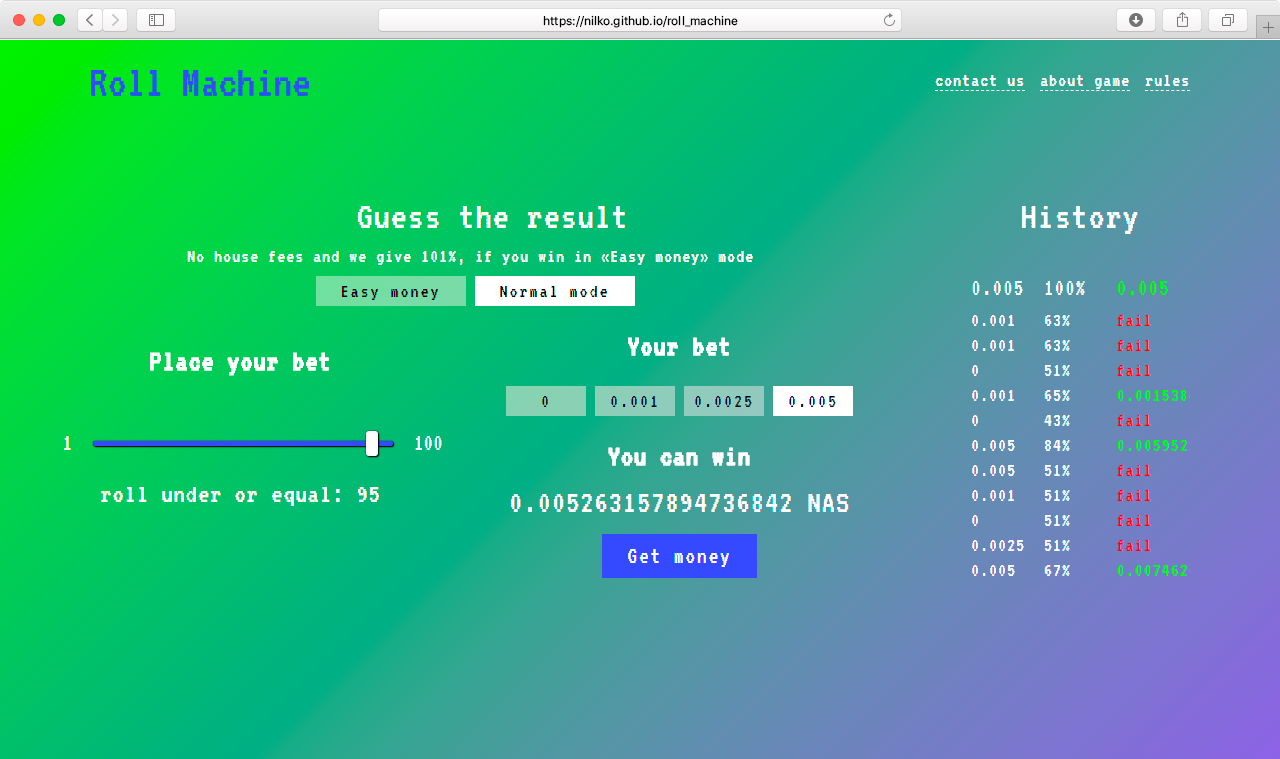 https://nilko.github.io/roll_machine
Roll Machine
contact us about game rules
Guess the result
No house fees and we give 101%, if you win in «Easy money» mode
Easy money Normal mode
Place your bet
1 100
roll under or equal: 95
Your bet
0 0.001 0.0025 0.005
You can win
0.005263157894736842 NAS
Get money
History
0.005 100% 0.005
0.001 63% fail
0.001 63% fail
0 51% fail
0.001 65% 0.001538
0 43% fail
0.005 84% 0.005952
0.005 51% fail
0.001 51% fail
0 51% fail
0.0025 51% fail
0.005 67% 0.007462